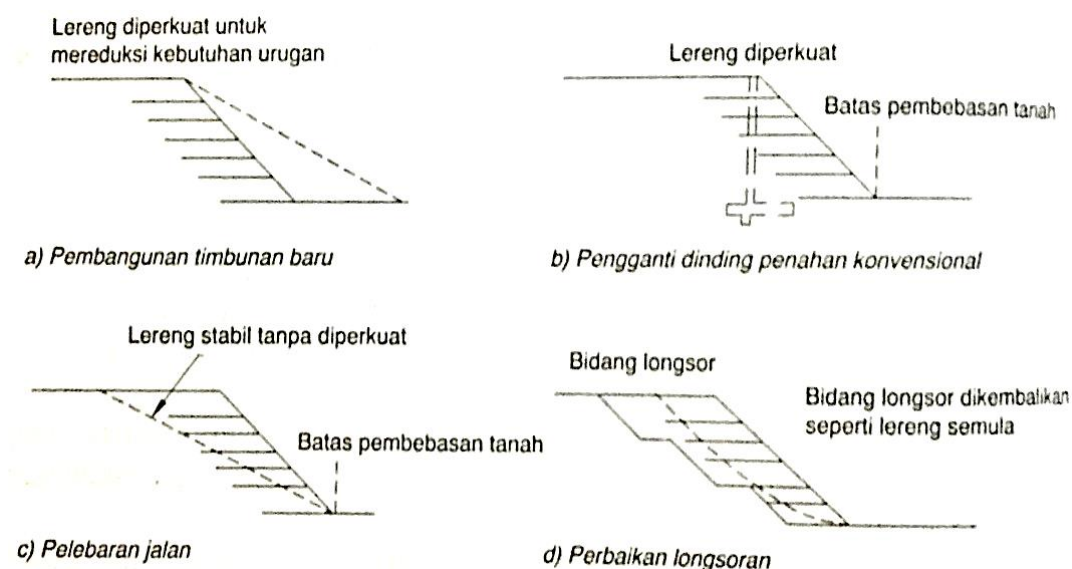 Lereng diperkuat untuk
mereduksi kebutuhan urugan
a) Pembangunan timbunan baru
Lereng diperkuat
Batas pembebasan tanah
b) Pengganti dinding penahan konvensional
Lereng stabil tanpa diperkuat
Batas pembebasan tanah
c) Pelebaran jalan
Bidang longsor
Bidang longsor dikembalikan
seperti lereng semula
d) Perbaikan longsoran